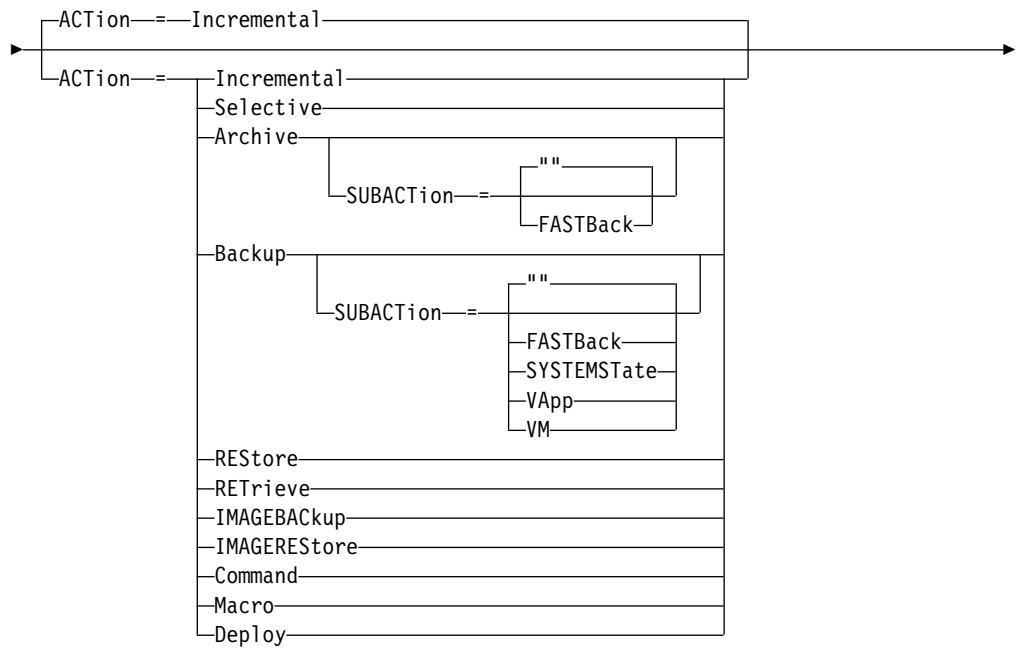 ACTion = Incremental
ACTion = Incremental
Selective
Archive
""
SUBACTion =
FASTBack
Backup
""
SUBACTion =
FASTBack
SYSTEMSTate
VApp
VM
REStore
RETrieve
IMAGEBACkup
IMAGEREStore
Command
Macro
Deploy